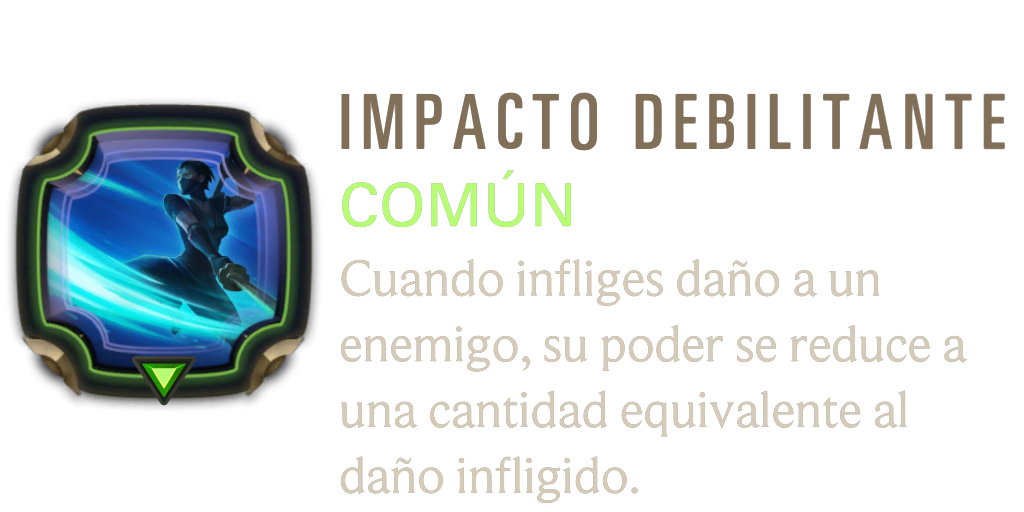 IMPACTO DEBILITANTE
COMÚN
Cuando infliges daño a un
enemigo, su poder se reduce a
una cantidad equivalente al
daño infligido.